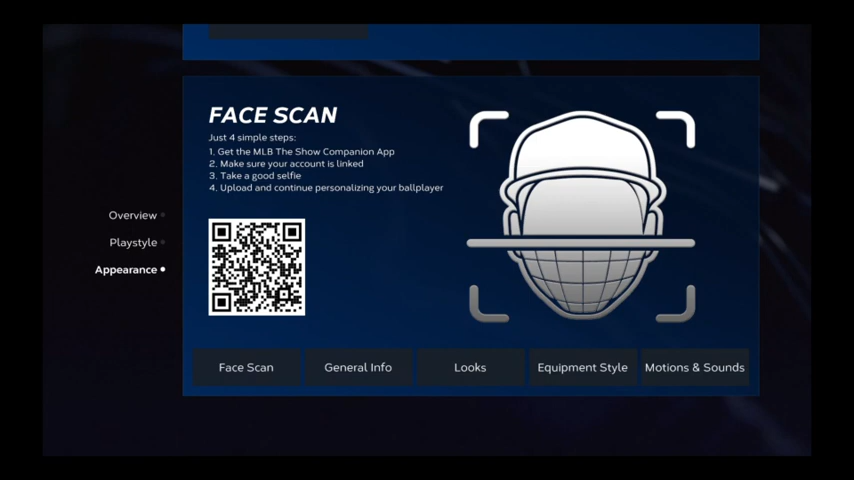 FACE SCAN
Just 4 simple steps:
1. Get the MLB The Show Companion App
2. Make sure your account is linked
3. Take a good selfie
4. Upload and continue personalizing your ballplayer
Overview
Playstyle
Appearance
Face Scan
General Info
Looks
Equipment Style
Motions & Sounds